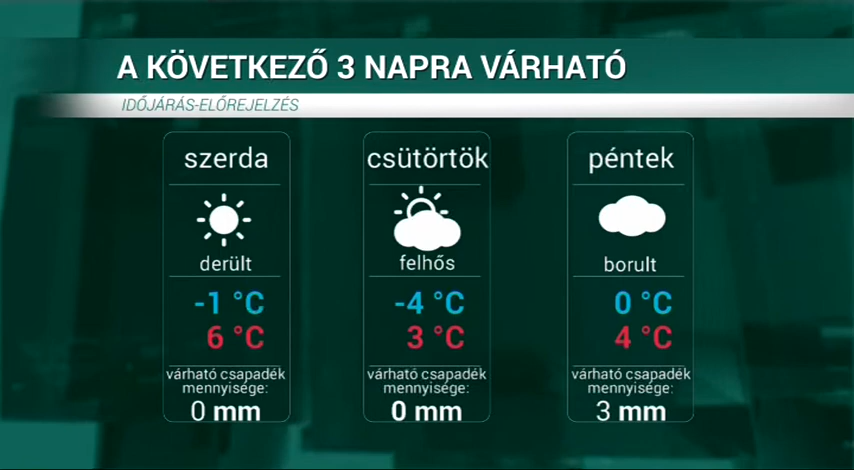 A KÖVETKEZŐ 3 NAPRA VÁRHATÓ
IDŐJÁRÁS-ELŐREJELZÉS
szerda
derült
-1 °C
6 °C
várható csapadék
mennyisége:
0 mm
csütörtök
felhős
-4 °C
3 °C
várható csapadék
mennyisége:
0 mm
péntek
borult
0 °C
4 °C
várható csapadék
mennyisége:
3 mm